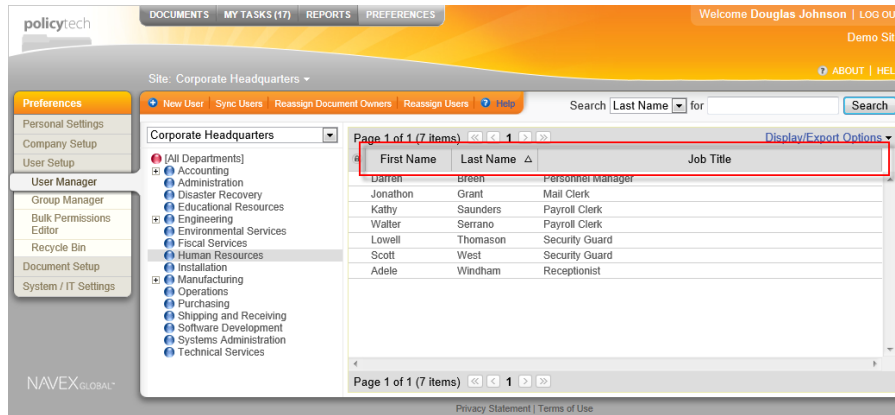 policytech
DOCUMENTS MY TASKS (17) REPORTS PREFERENCES
Welcome Douglas Johnson | LOG OU
Demo Sit
ABOUT | HEL
Site: Corporate Headquarters
Preferences
Personal Settings
Company Setup
User Setup
User Manager
Group Manager
Bulk Permissions
Editor
Recycle Bin
Document Setup
System / IT Settings
New User Sync Users Reassign Document Owners Reassign Users Help
Search Last Name for Search
Corporate Headquarters
[All Departments]
Accounting
Administration
Disaster Recovery
Educational Resources
Engineering
Environmental Services
Fiscal Services
Human Resources
Installation
Manufacturing
Operations
Purchasing
Shipping and Receiving
Software Development
Systems Administration
Technical Services
Page 1 of 1 (7 items) 1
Display/Export Options
First Name Last Name Job Title
Darren Breen Personnel Manager
Jonathon Grant Mail Clerk
Kathy Saunders Payroll Clerk
Walter Serrano Payroll Clerk
Lowell Thomason Security Guard
Scott West Security Guard
Adele Windham Receptionist
Page 1 of 1 (7 items) 1
NAVEX GLOBAL
Privacy Statement | Terms of Use